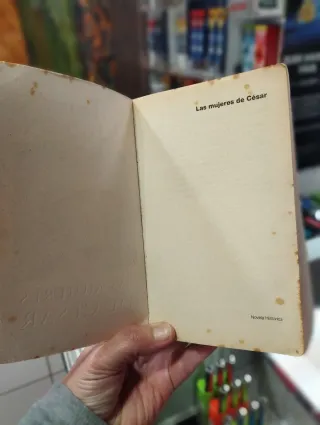 Las mujeres de César
Novela Histórica